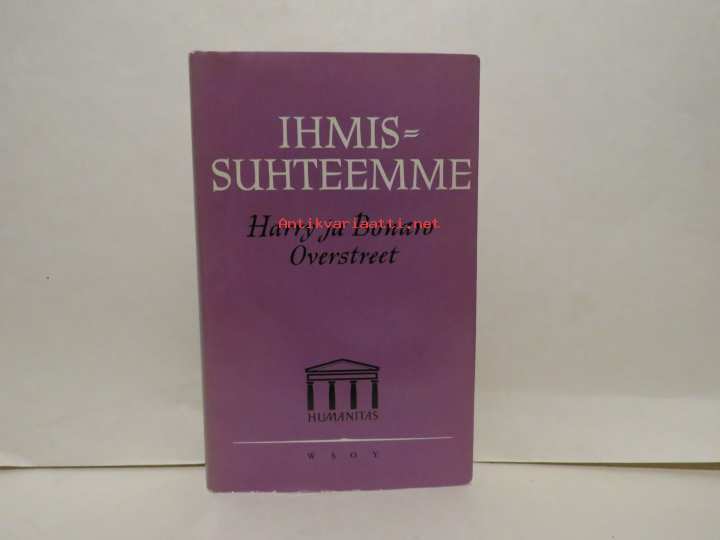 IHMIS=
SUHTEEMME
Antikvariaatti.net
Harry ja Bonaro
Overstreet
HUMANITAS
WSOY